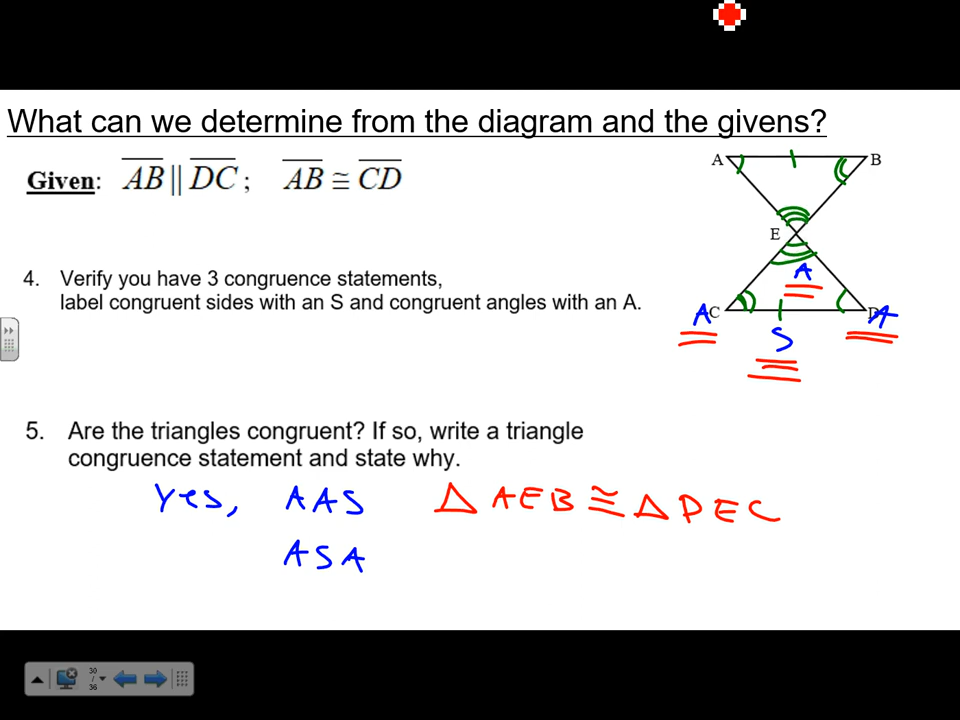 What can we determine from the diagram and the givens?
Given: AB || DC ; AB ≅ CD
A B
E
4. Verify you have 3 congruence statements,
label congruent sides with an S and congruent angles with an A.
A
A C D A
S
5. Are the triangles congruent? If so, write a triangle
congruence statement and state why.
Yes, AAS △ AEB ≅ △ DEC
ASA
30
/
36